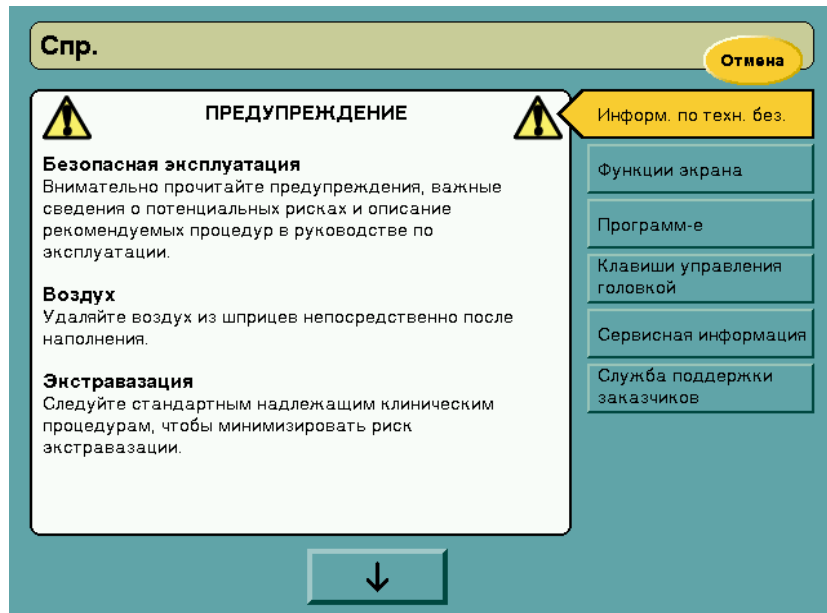 Спр.
Отмена
ПРЕДУПРЕЖДЕНИЕ
Безопасная эксплуатация
Внимательно прочитайте предупреждения, важные
сведения о потенциальных рисках и описание
рекомендуемых процедур в руководстве по
эксплуатации.
Воздух
Удаляйте воздух из шприцев непосредственно после
наполнения.
Экстравазация
Следуйте стандартным надлежащим клиническим
процедурам, чтобы минимизировать риск
экстравазации.
Информ. по техн. без.
Функции экрана
Программ-е
Клавиши управления
головкой
Сервисная информация
Служба поддержки
заказчиков